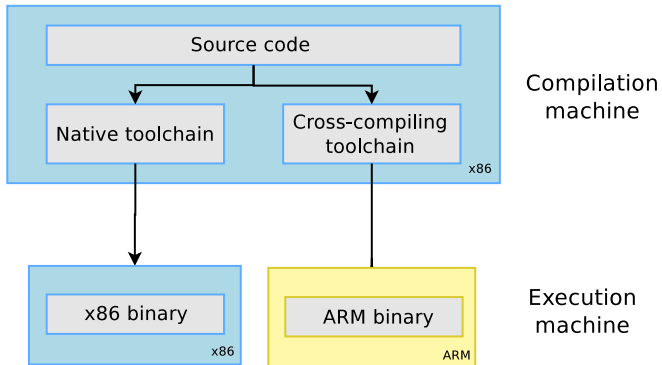 Source code
Compilation
machine
Native toolchain
Cross-compiling
toolchain
x86
x86 binary
ARM binary
Execution
machine
x86
ARM